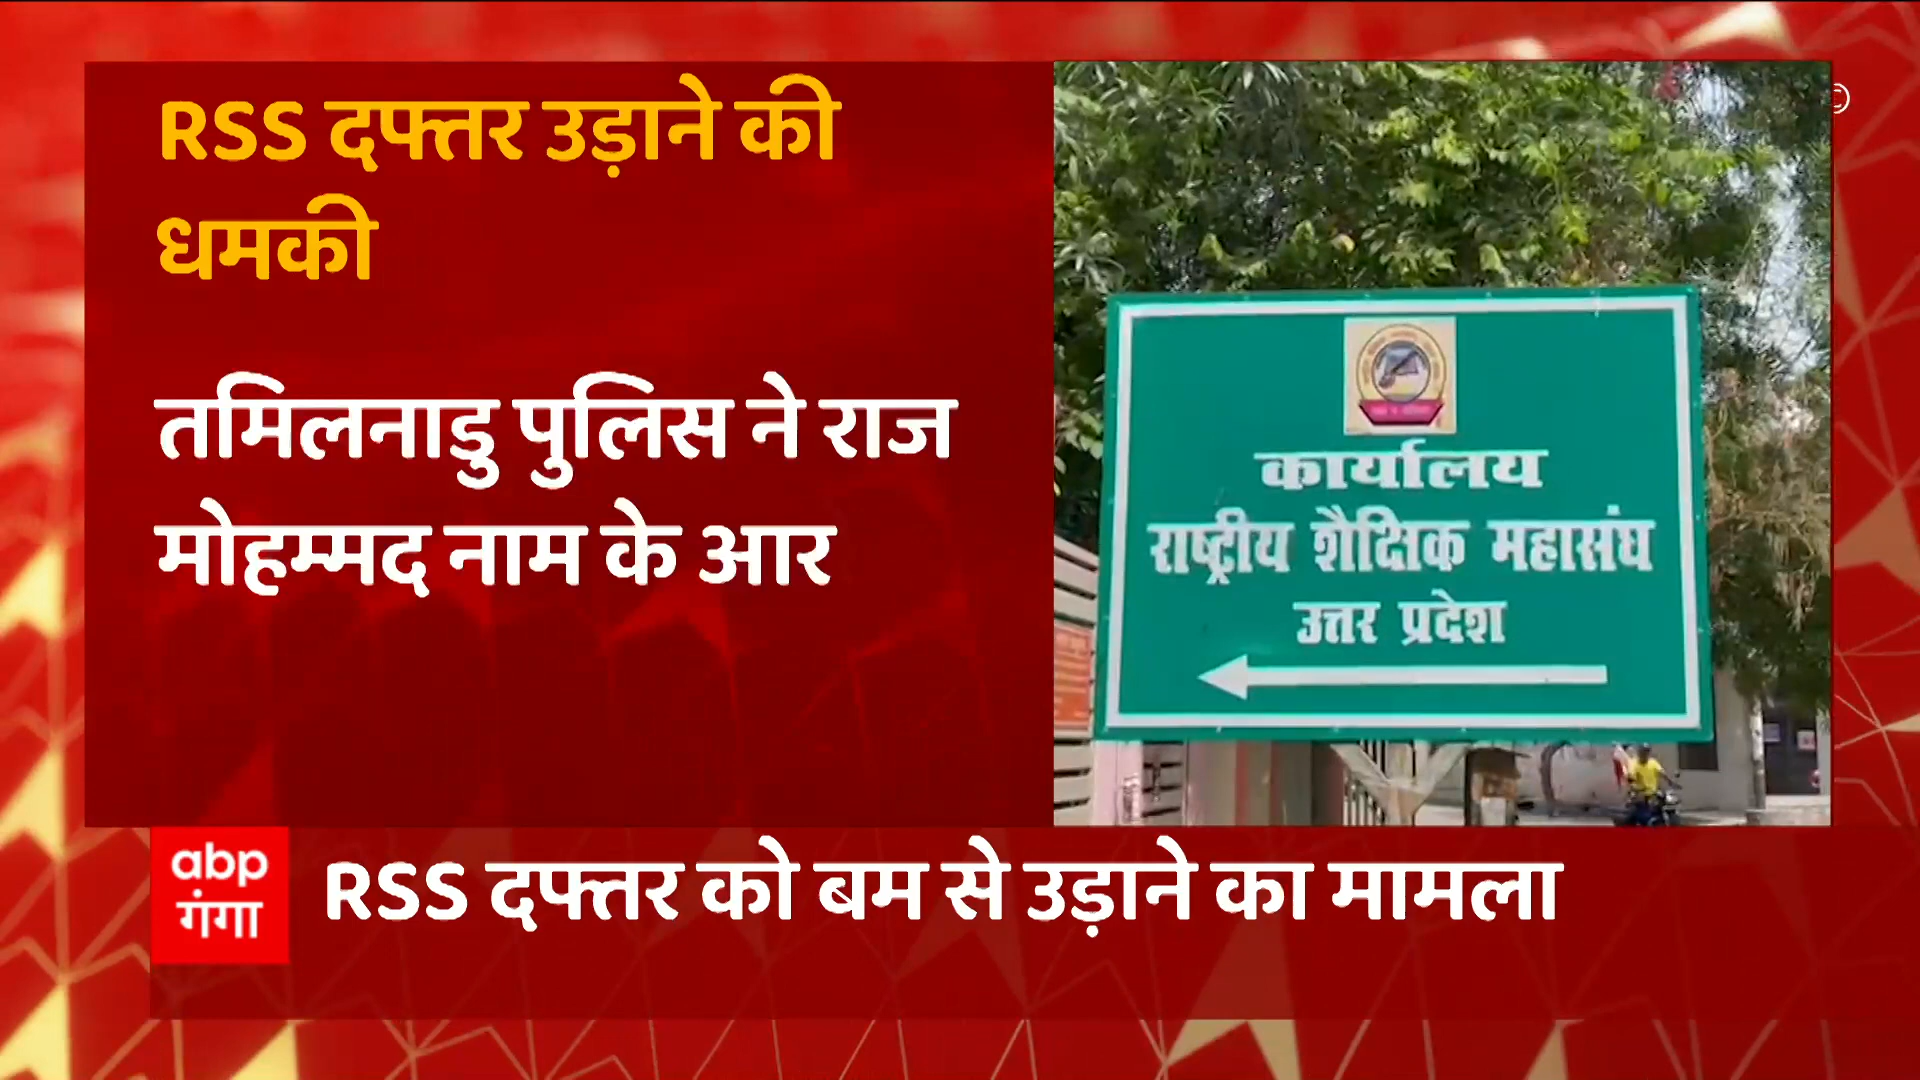 RSS दफ्तर उड़ाने की
धमकी
तमिलनाडु पुलिस ने राज
मोहम्मद नाम के आर
कार्यालय
राष्ट्रीय शैक्षिक महासंघ
उत्तर प्रदेश
abp
गंगा
RSS दफ्तर को बम से उड़ाने का मामला